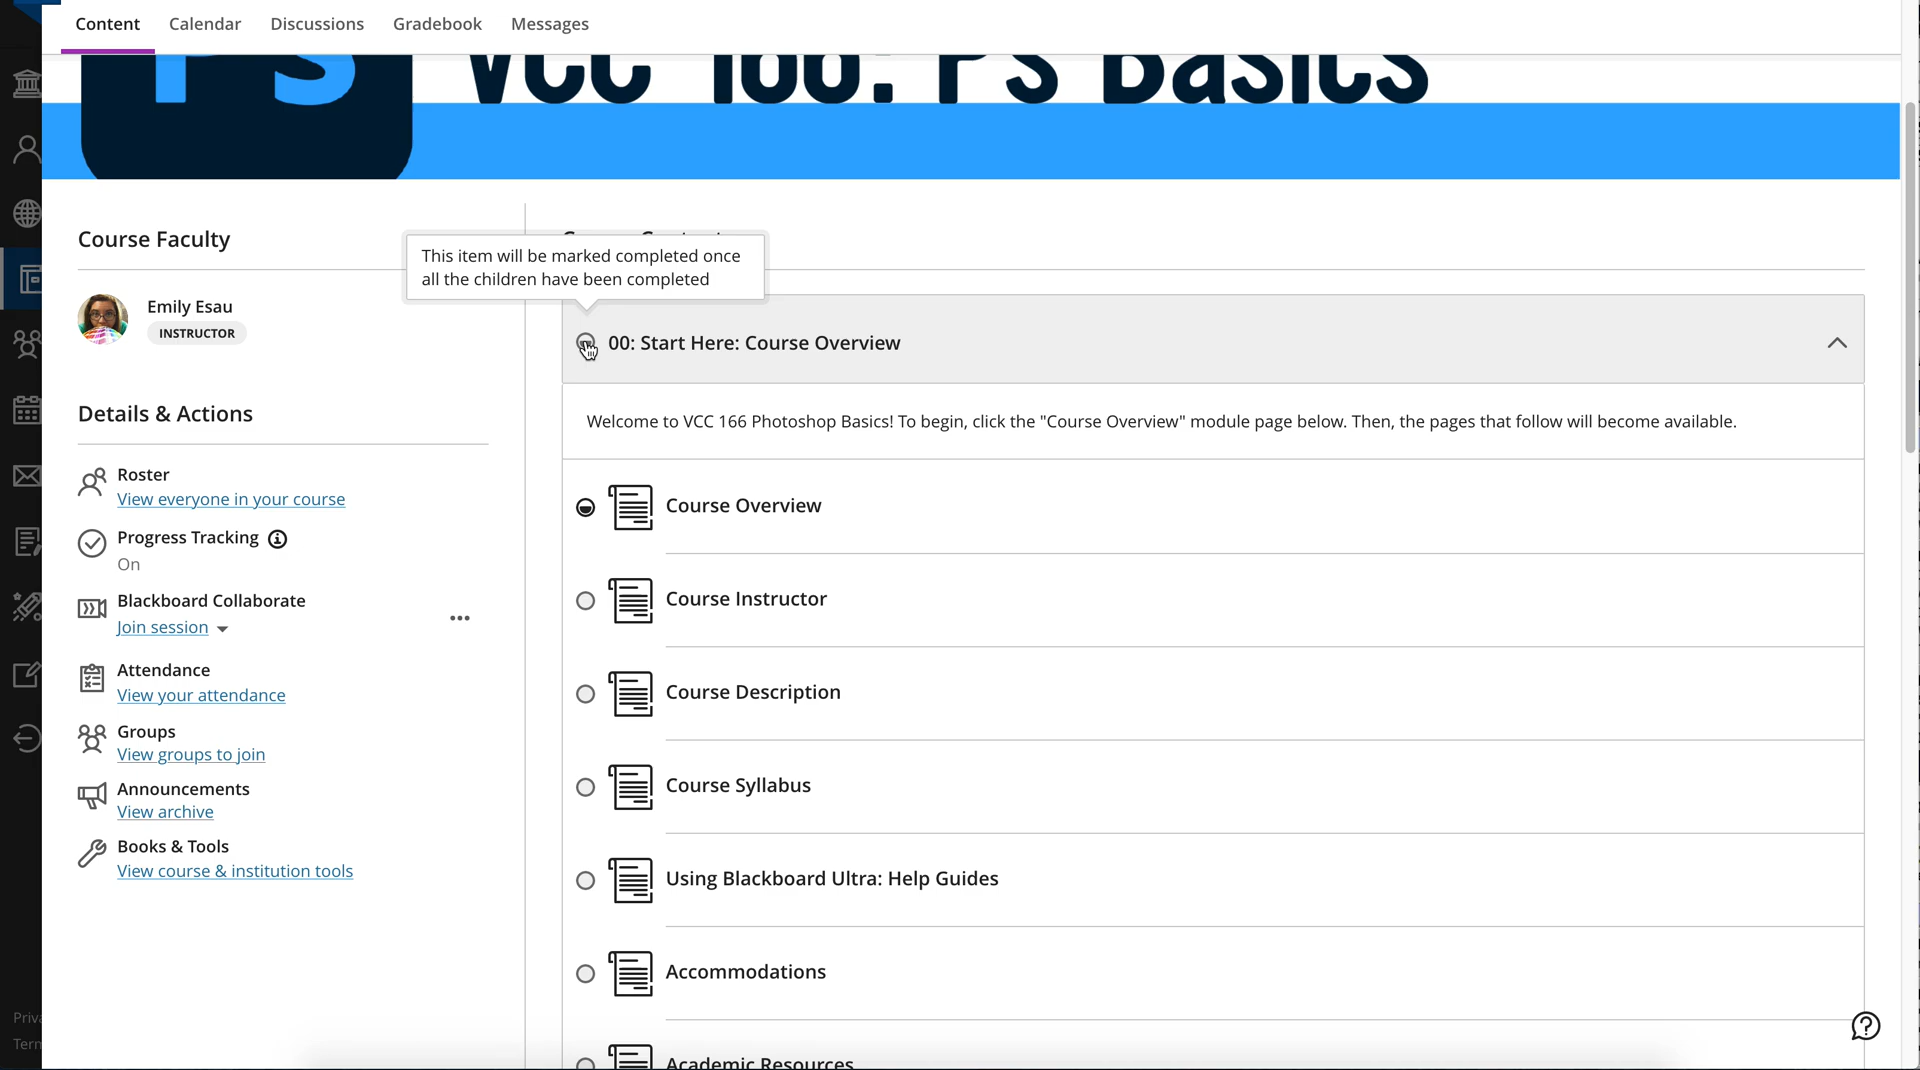 Content Calendar Discussions Gradebook Messages
Ps VCC 166: Ps Basics
Course Faculty
This item will be marked completed once
all the children have been completed
Emily Esau
INSTRUCTOR
00: Start Here: Course Overview
Welcome to VCC 166 Photoshop Basics! To begin, click the "Course Overview" module page below. Then, the pages that follow will become available.
Details & Actions
Roster
View everyone in your course
Progress Tracking
On
Blackboard Collaborate
Join session
Attendance
View your attendance
Groups
View groups to join
Announcements
View archive
Books & Tools
View course & institution tools
Course Overview
Course Instructor
Course Description
Course Syllabus
Using Blackboard Ultra: Help Guides
Accommodations
Academic Resources
Priva
Term